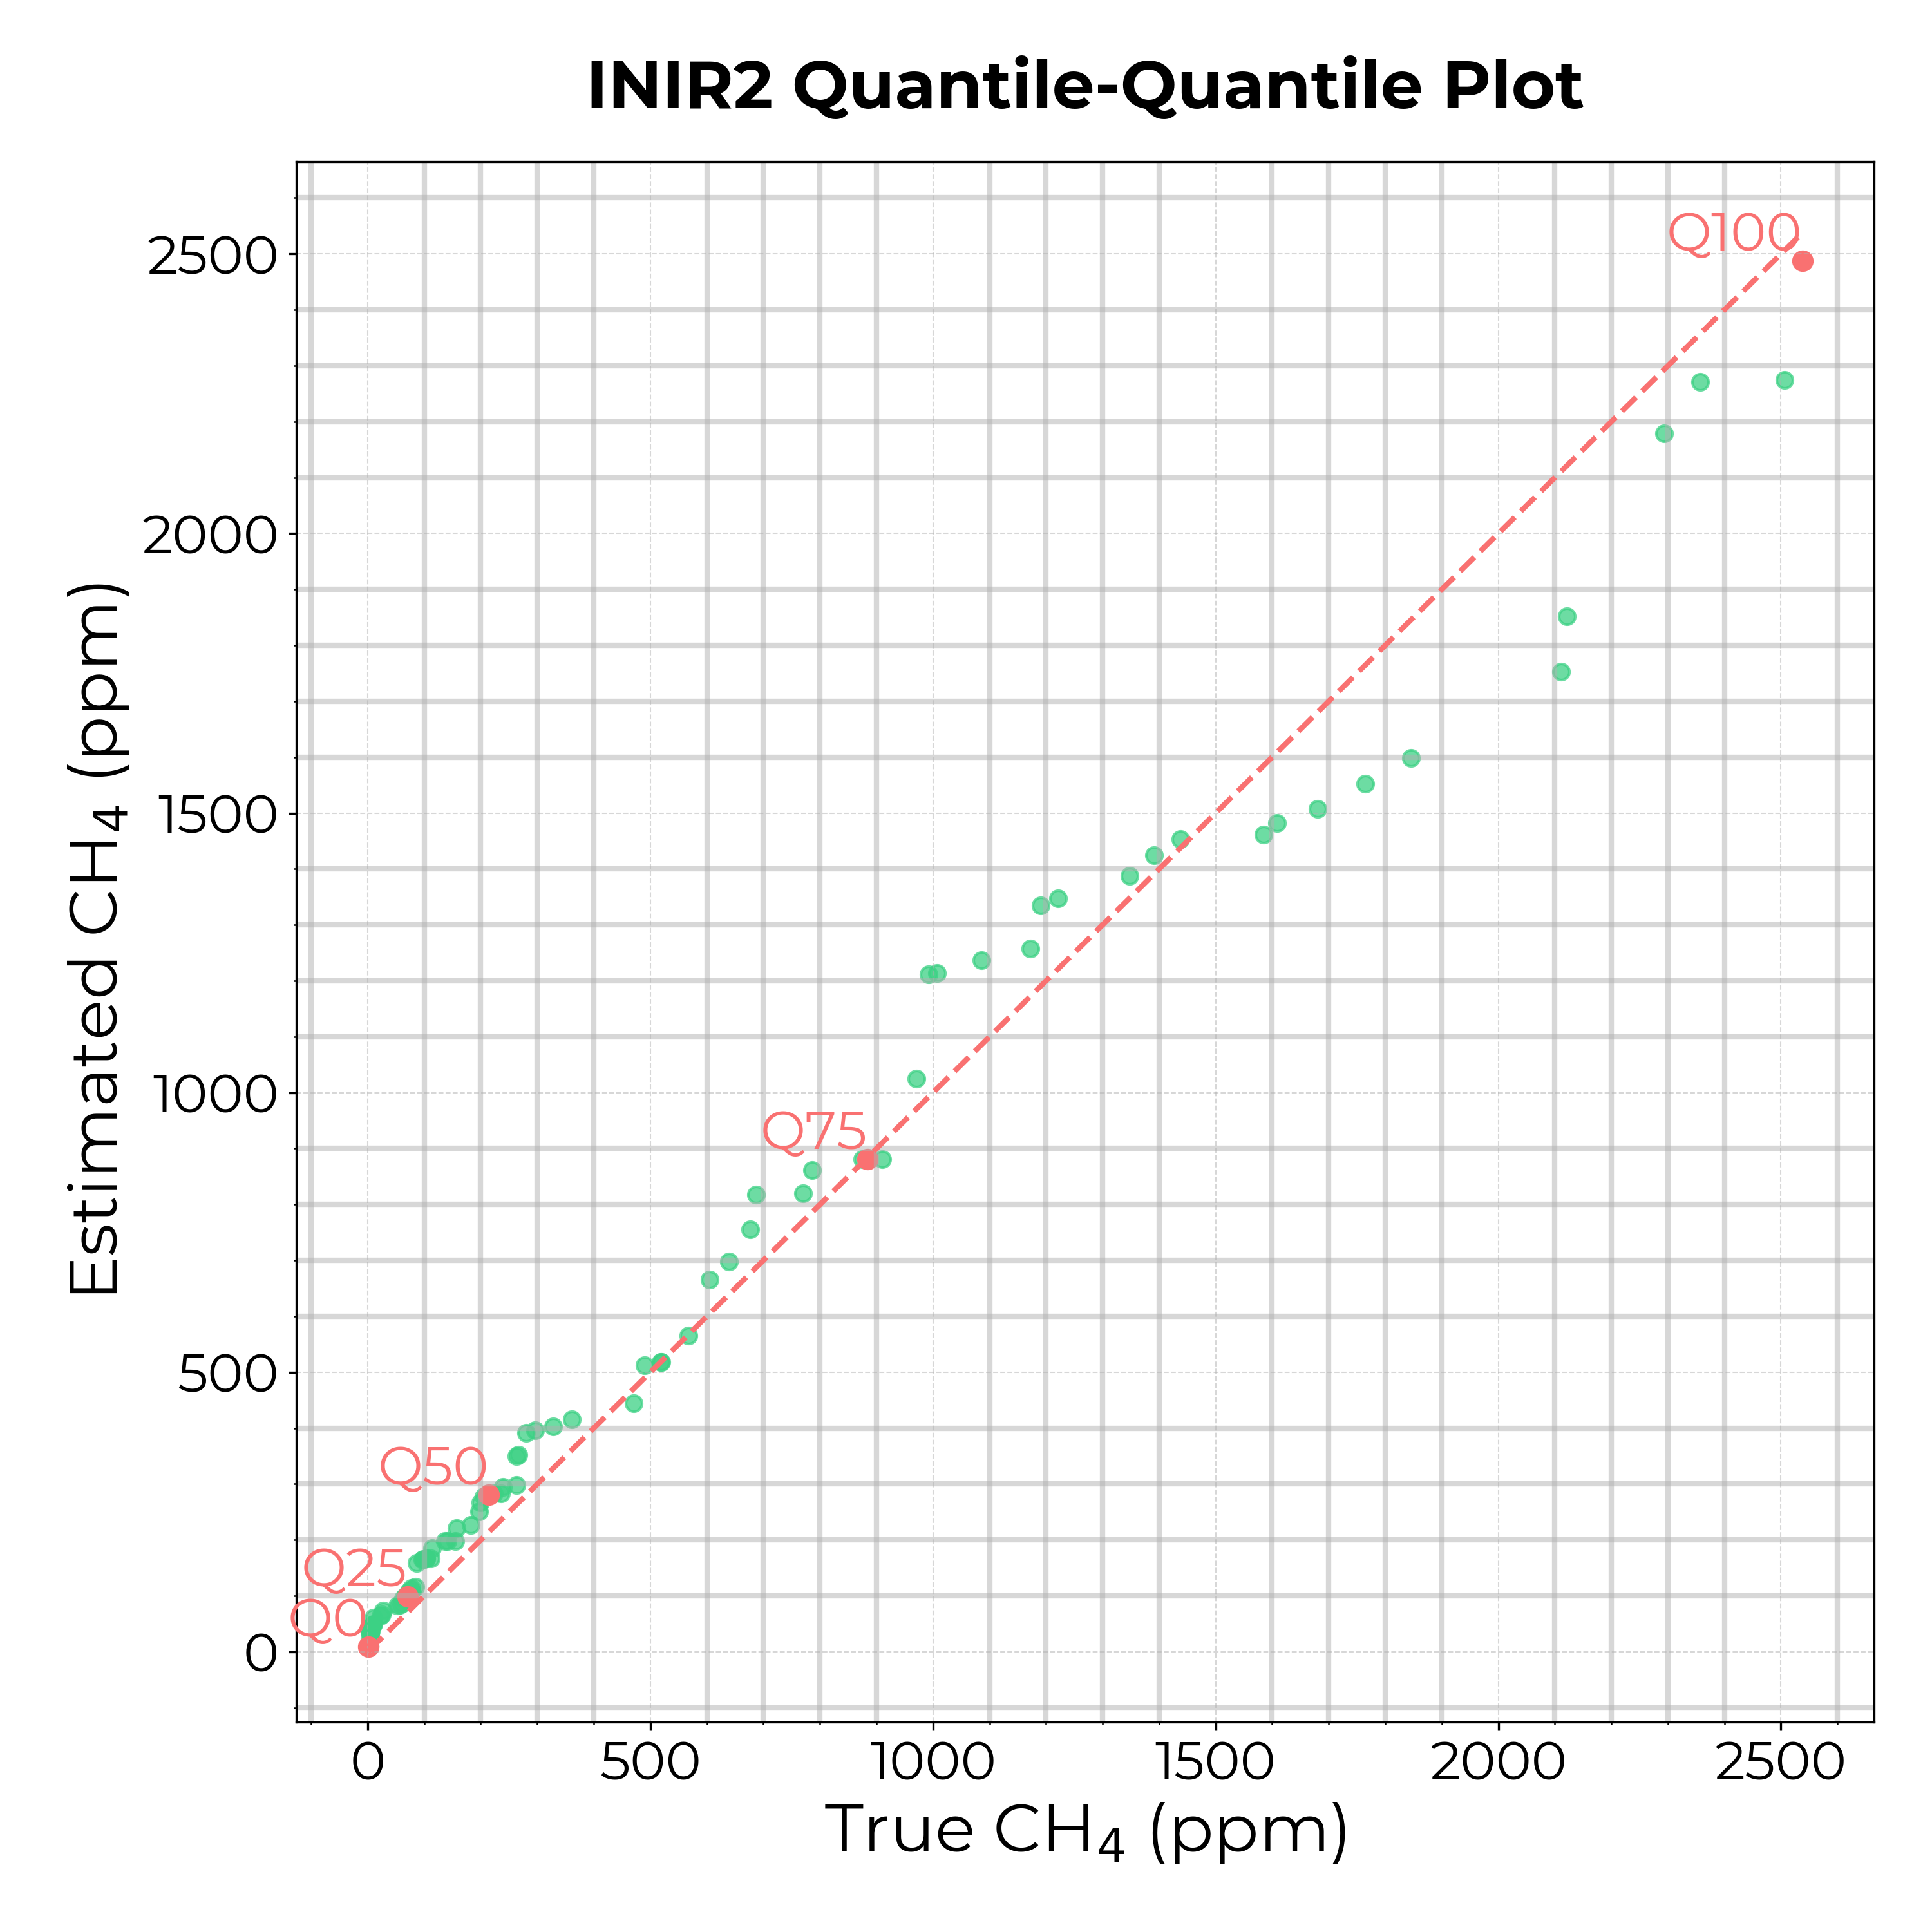 INIR2 Quantile-Quantile Plot
Estimated CH₄ (ppm)
2500
2000
1500
1000
500
0
Q100
Q75
Q50
Q25
Q0
0 500 1000 1500 2000 2500
True CH₄ (ppm)